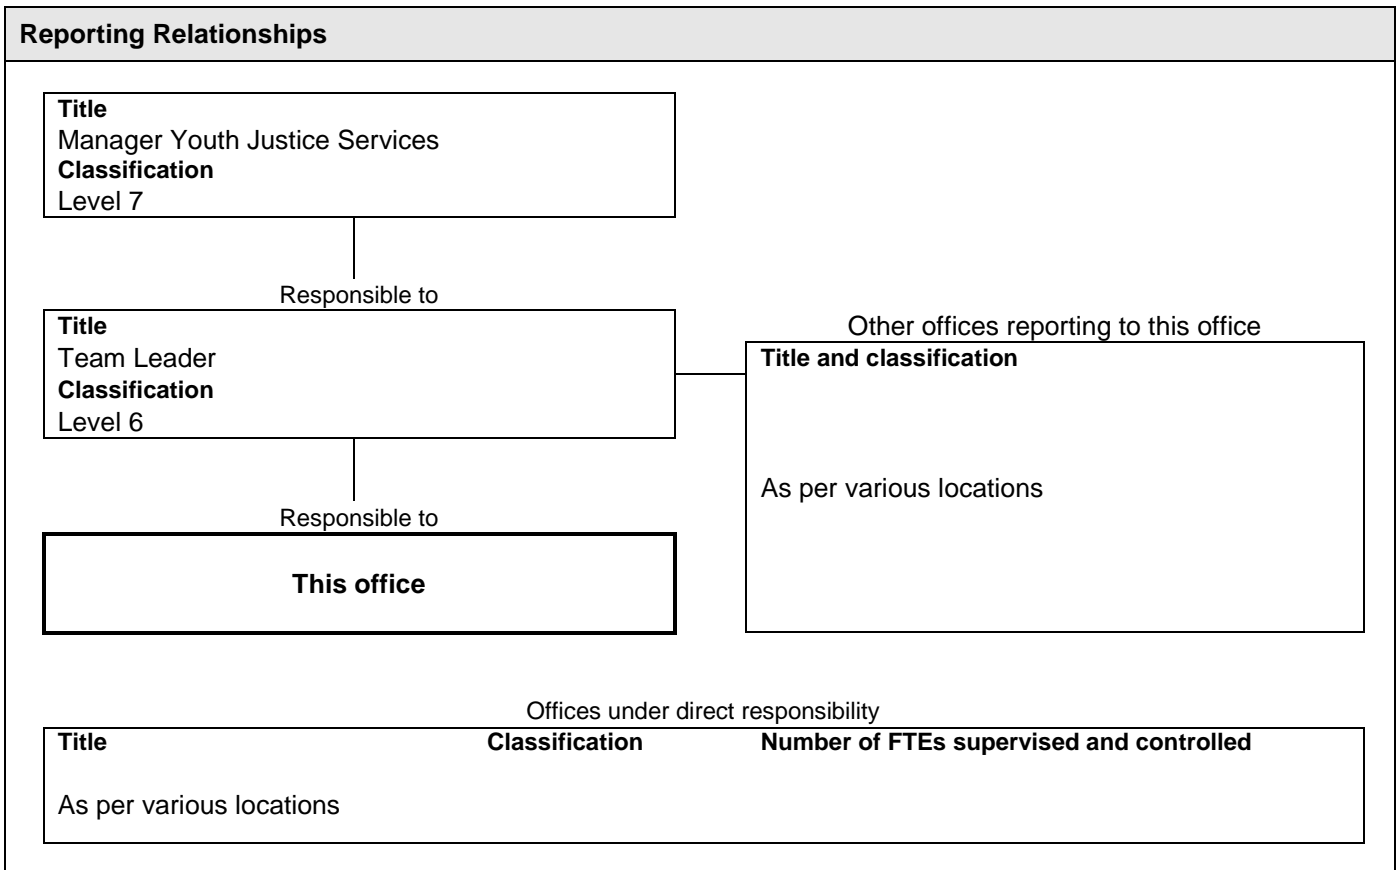 Reporting Relationships
Title
Manager Youth Justice Services
Classification
Level 7
Responsible to
Title
Team Leader
Classification
Level 6
Other offices reporting to this office
Title and classification
As per various locations
Responsible to
This office
Offices under direct responsibility
Title Classification Number of FTEs supervised and controlled
As per various locations